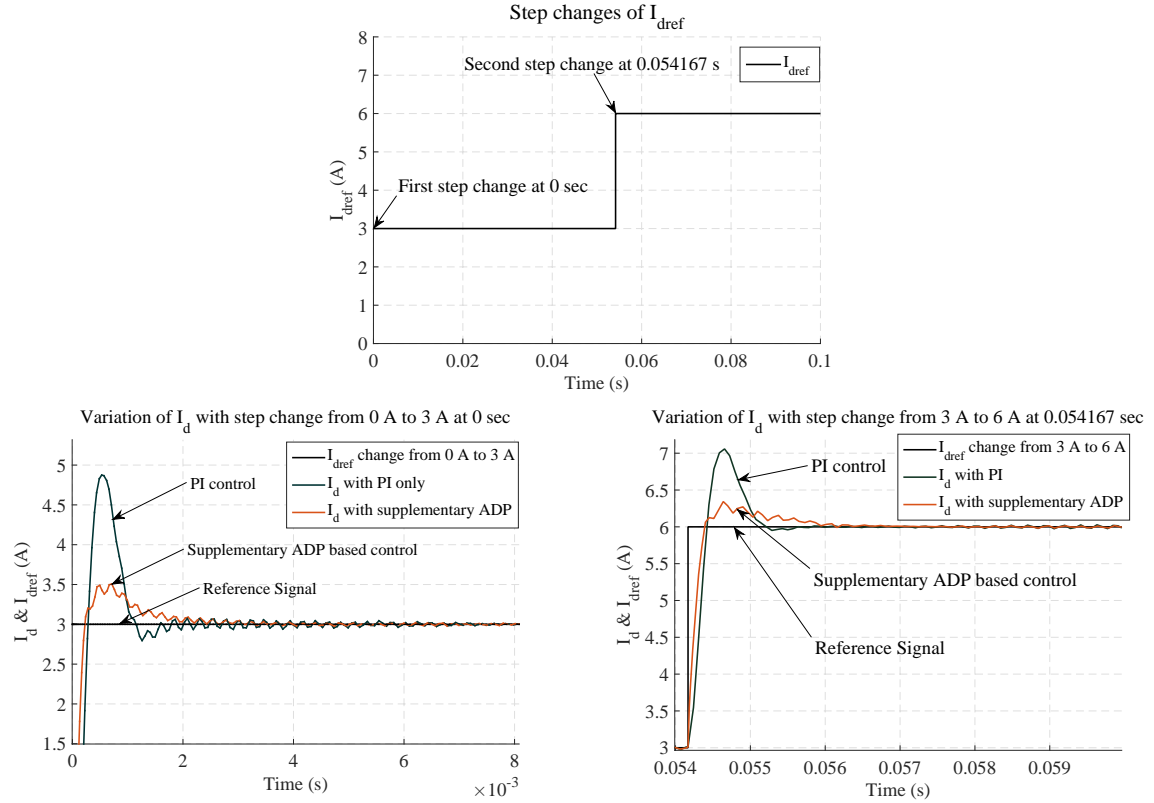 Step changes of I_dref
8
7
6
5
4
3
2
1
0
I_dref (A)
Second step change at 0.054167 s
I_dref
First step change at 0 sec
0
0.02
0.04
0.06
0.08
0.1
Time (s)
Variation of I_d with step change from 0 A to 3 A at 0 sec
5
4.5
4
3.5
3
2.5
2
1.5
I_d & I_dref (A)
I_dref change from 0 A to 3 A
I_d with PI only
I_d with supplementary ADP
PI control
Supplementary ADP based control
Reference Signal
0
2
4
6
8
Time (s)
×10^-3
Variation of I_d with step change from 3 A to 6 A at 0.054167 sec
7
6.5
6
5.5
5
4.5
4
3.5
3
I_d & I_dref (A)
I_dref change from 3 A to 6 A
I_d with PI
I_d with supplementary ADP
PI control
Supplementary ADP based control
Reference Signal
0.054
0.055
0.056
0.057
0.058
0.059
Time (s)